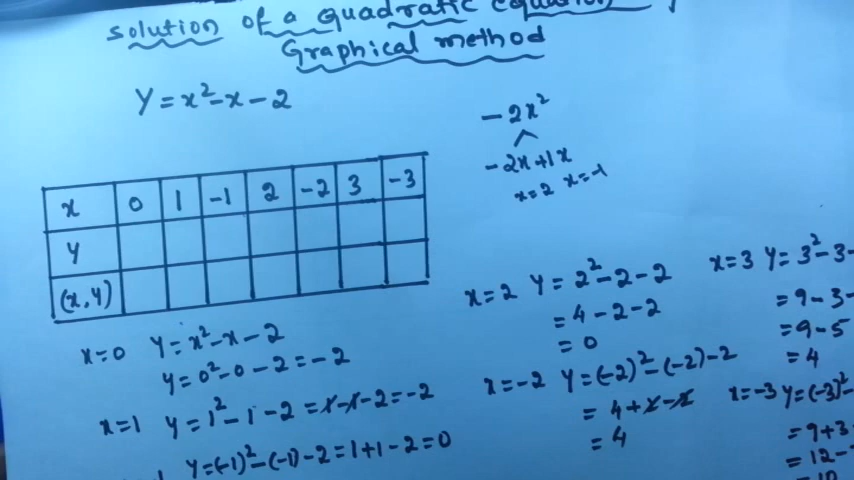 solution of a quadratic equation
Graphical method
Y = x² - x - 2
- 2x²
- 2x + 1x
x = 2 x = -1
x 0 1 -1 2 -2 3 -3
y
(x, y)
x = 0 Y = x² - x - 2
y = 0² - 0 - 2 = - 2
x = 1 y = 1² - 1 - 2 = 1 - 1 - 2 = - 2
y = (-1)² - (-1) - 2 = 1 + 1 - 2 = 0
x = 2 y = 2² - 2 - 2
= 4 - 2 - 2
= 0
x = -2 y = (-2)² - (-2) - 2
= 4 + 2 - 2
= 4
x = 3 y = 3² - 3 -
= 9 - 3 -
= 9 - 5
= 4
x = -3 y = (-3)² -
= 9 + 3
= 12 -